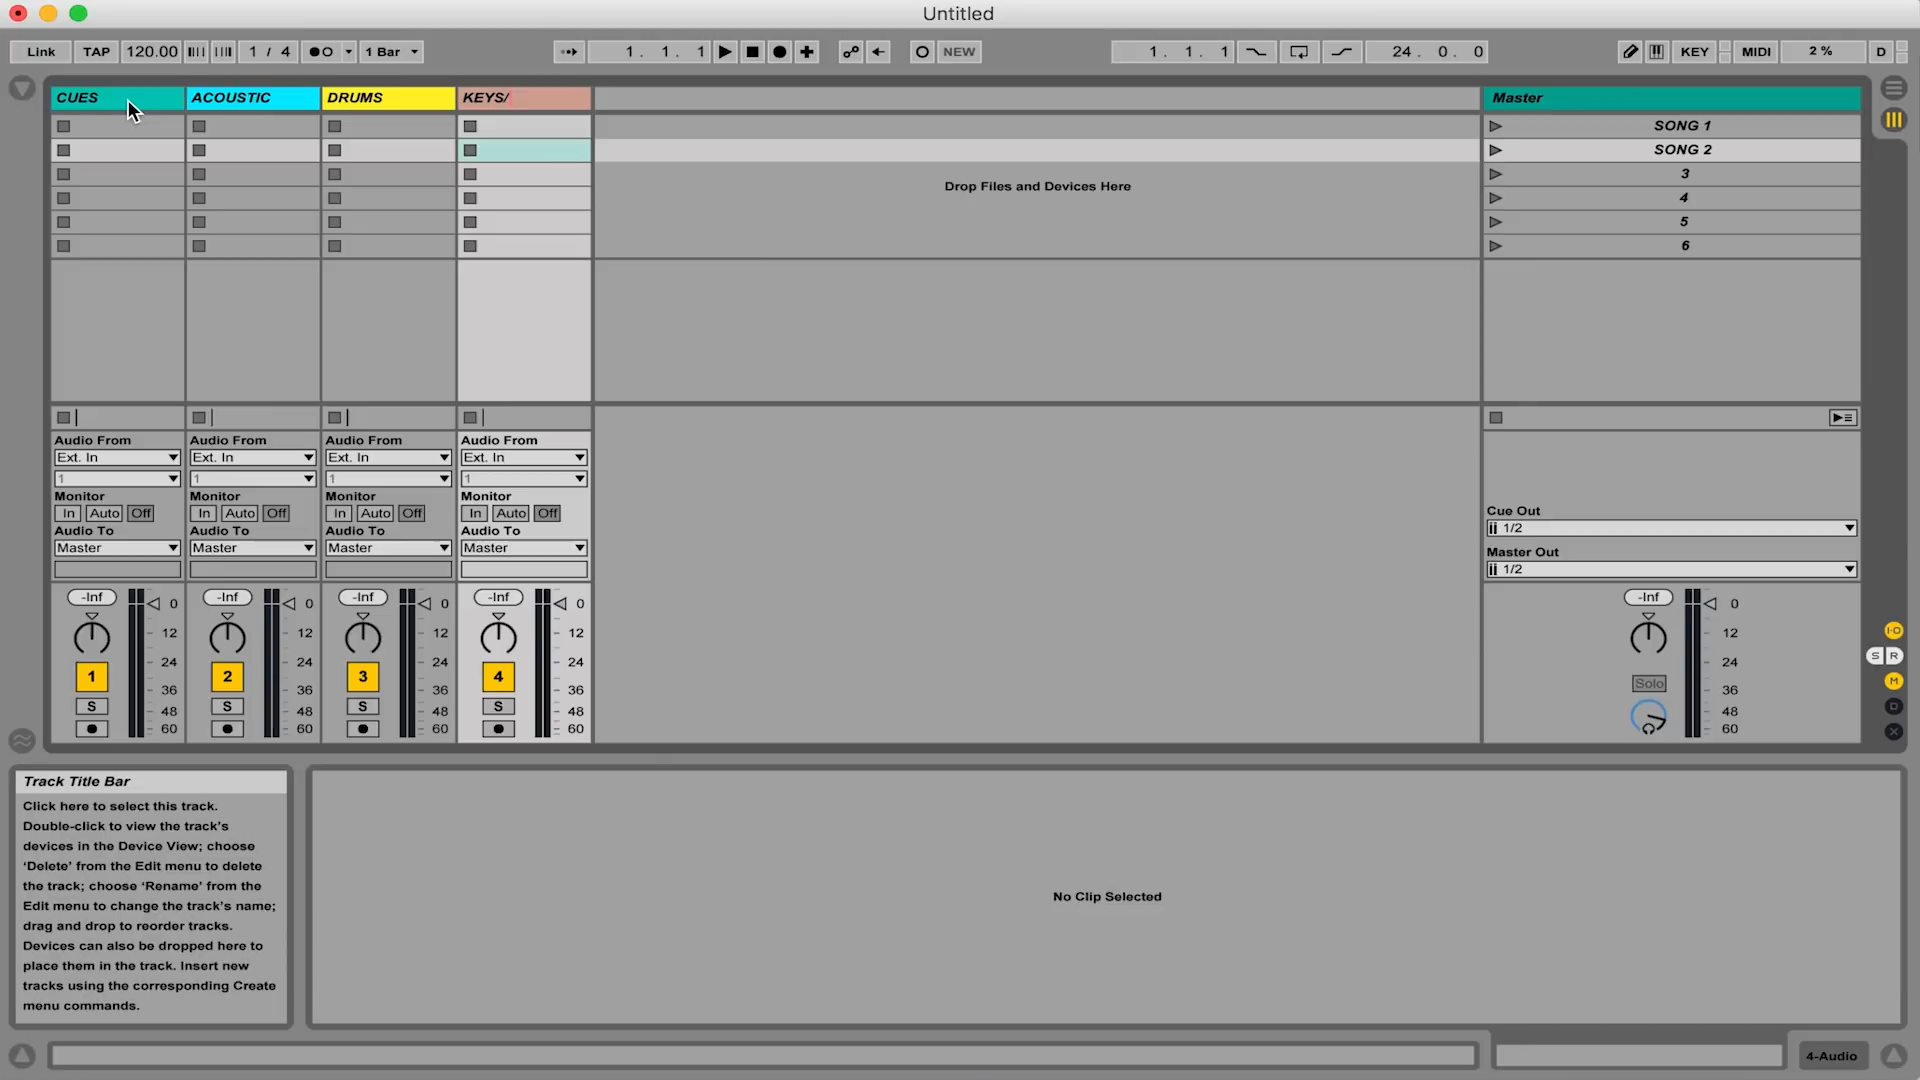 Untitled
Link TAP 120.00 1 / 4 1 Bar 1. 1. 1 NEW 1. 1. 1 24. 0. 0 KEY MIDI 2 % D
CUES ACOUSTIC DRUMS KEYS/ Master
SONG 1
SONG 2
Drop Files and Devices Here
3
4
5
6
Audio From Audio From Audio From Audio From
Ext. In Ext. In Ext. In Ext. In
1 1 1 1
Monitor Monitor Monitor Monitor
In Auto Off In Auto Off In Auto Off In Auto Off
Audio To Audio To Audio To Audio To
Master Master Master Master
Cue Out
1/2
Master Out
1/2
-Inf 0 -Inf 0 -Inf 0 -Inf 0 -Inf 0
12 12 12 12 12
24 24 24 24 24
1 2 3 4 Solo
36 36 36 36 36
S S S S
48 48 48 48 48
60 60 60 60 60
I-O
S R
M
D
X
Track Title Bar
Click here to select this track.
Double-click to view the track's
devices in the Device View; choose
'Delete' from the Edit menu to delete
the track; choose 'Rename' from the
Edit menu to change the track's name;
drag and drop to reorder tracks.
Devices can also be dropped here to
place them in the track. Insert new
tracks using the corresponding Create
menu commands.
No Clip Selected
4-Audio